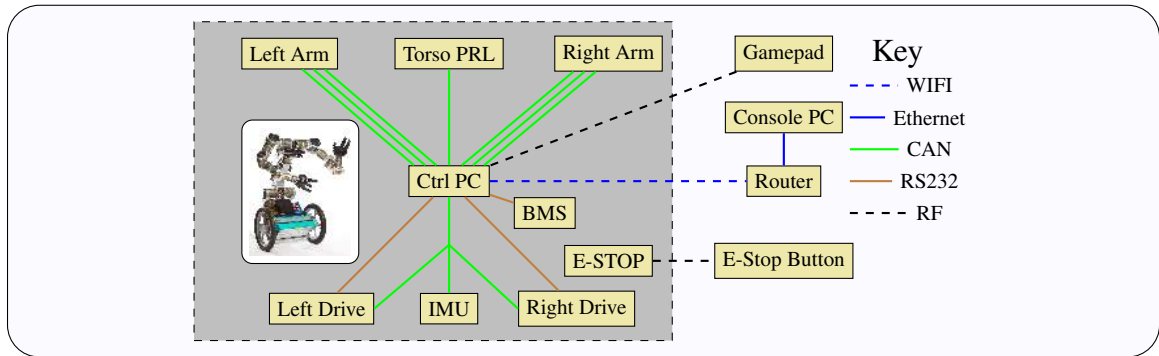 Left Arm
Torso PRL
Right Arm
Gamepad
Key
WIFI
Console PC
Ethernet
CAN
Ctrl PC
Router
RS232
BMS
RF
E-STOP
E-Stop Button
Left Drive
IMU
Right Drive